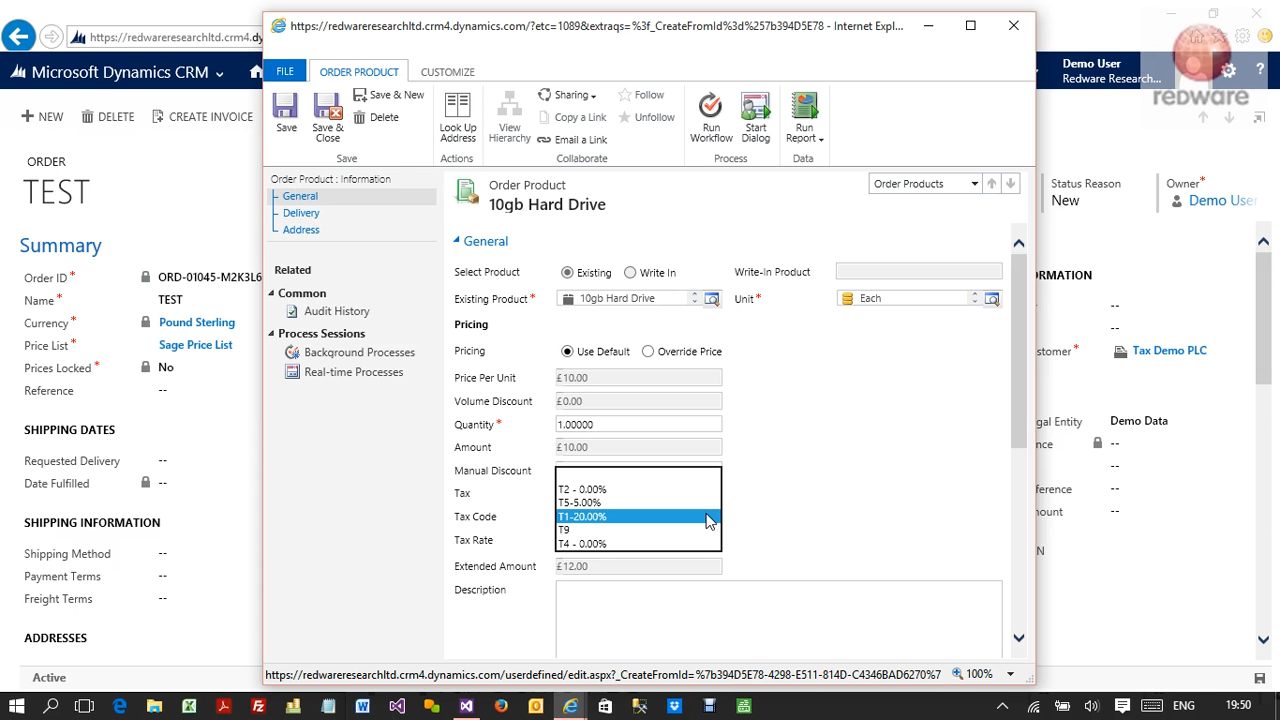 https://redwareresearchltd.crm4.dynamics.com/?etc=1089&extraqs=%3f_CreateFromId%3d%257b394D5E78 - Internet Expl...
https://redwareresearchltd.crm4.dy
Microsoft Dynamics CRM
Demo User
Redware Research...
?
redware
FILE
ORDER PRODUCT
CUSTOMIZE
NEW
DELETE
CREATE INVOICE
Save
Save & Close
Save & New
Delete
Save
Look Up Address
Actions
View Hierarchy
Sharing
Copy a Link
Email a Link
Follow
Unfollow
Collaborate
Run Workflow
Start Dialog
Process
Run Report
Data
ORDER
TEST
Status Reason
New
Owner*
Demo Use
Order Product : Information
General
Delivery
Address
Related
Common
Audit History
Process Sessions
Background Processes
Real-time Processes
Order Product
10gb Hard Drive
Order Products
General
Select Product
Existing
Write In
Write-In Product
Existing Product *
10gb Hard Drive
Unit *
Each
Pricing
Pricing
Use Default
Override Price
Price Per Unit
£10.00
Volume Discount
£0.00
Quantity *
1.00000
Amount
£10.00
Manual Discount
Tax
T2 - 0.00%
T5-5.00%
Tax Code
T1-20.00%
T9
Tax Rate
T4 - 0.00%
Extended Amount
£12.00
Description
Summary
Order ID *
ORD-01045-M2K3L6
Name *
TEST
Currency *
Pound Sterling
Price List *
Sage Price List
Prices Locked *
No
Reference
--
SHIPPING DATES
Requested Delivery
--
Date Fulfilled
--
SHIPPING INFORMATION
Shipping Method
--
Payment Terms
--
Freight Terms
--
ADDRESSES
Active
ORMATION
--
--
ustomer *
Tax Demo PLC
gal Entity
Demo Data
nce
--
--
ference
--
ount
--
N
https://redwareresearchltd.crm4.dynamics.com/userdefined/edit.aspx?_CreateFromId= %7b394D5E78-4298-E511-814D-C4346BAD6270%7
100%
ENG
19:50